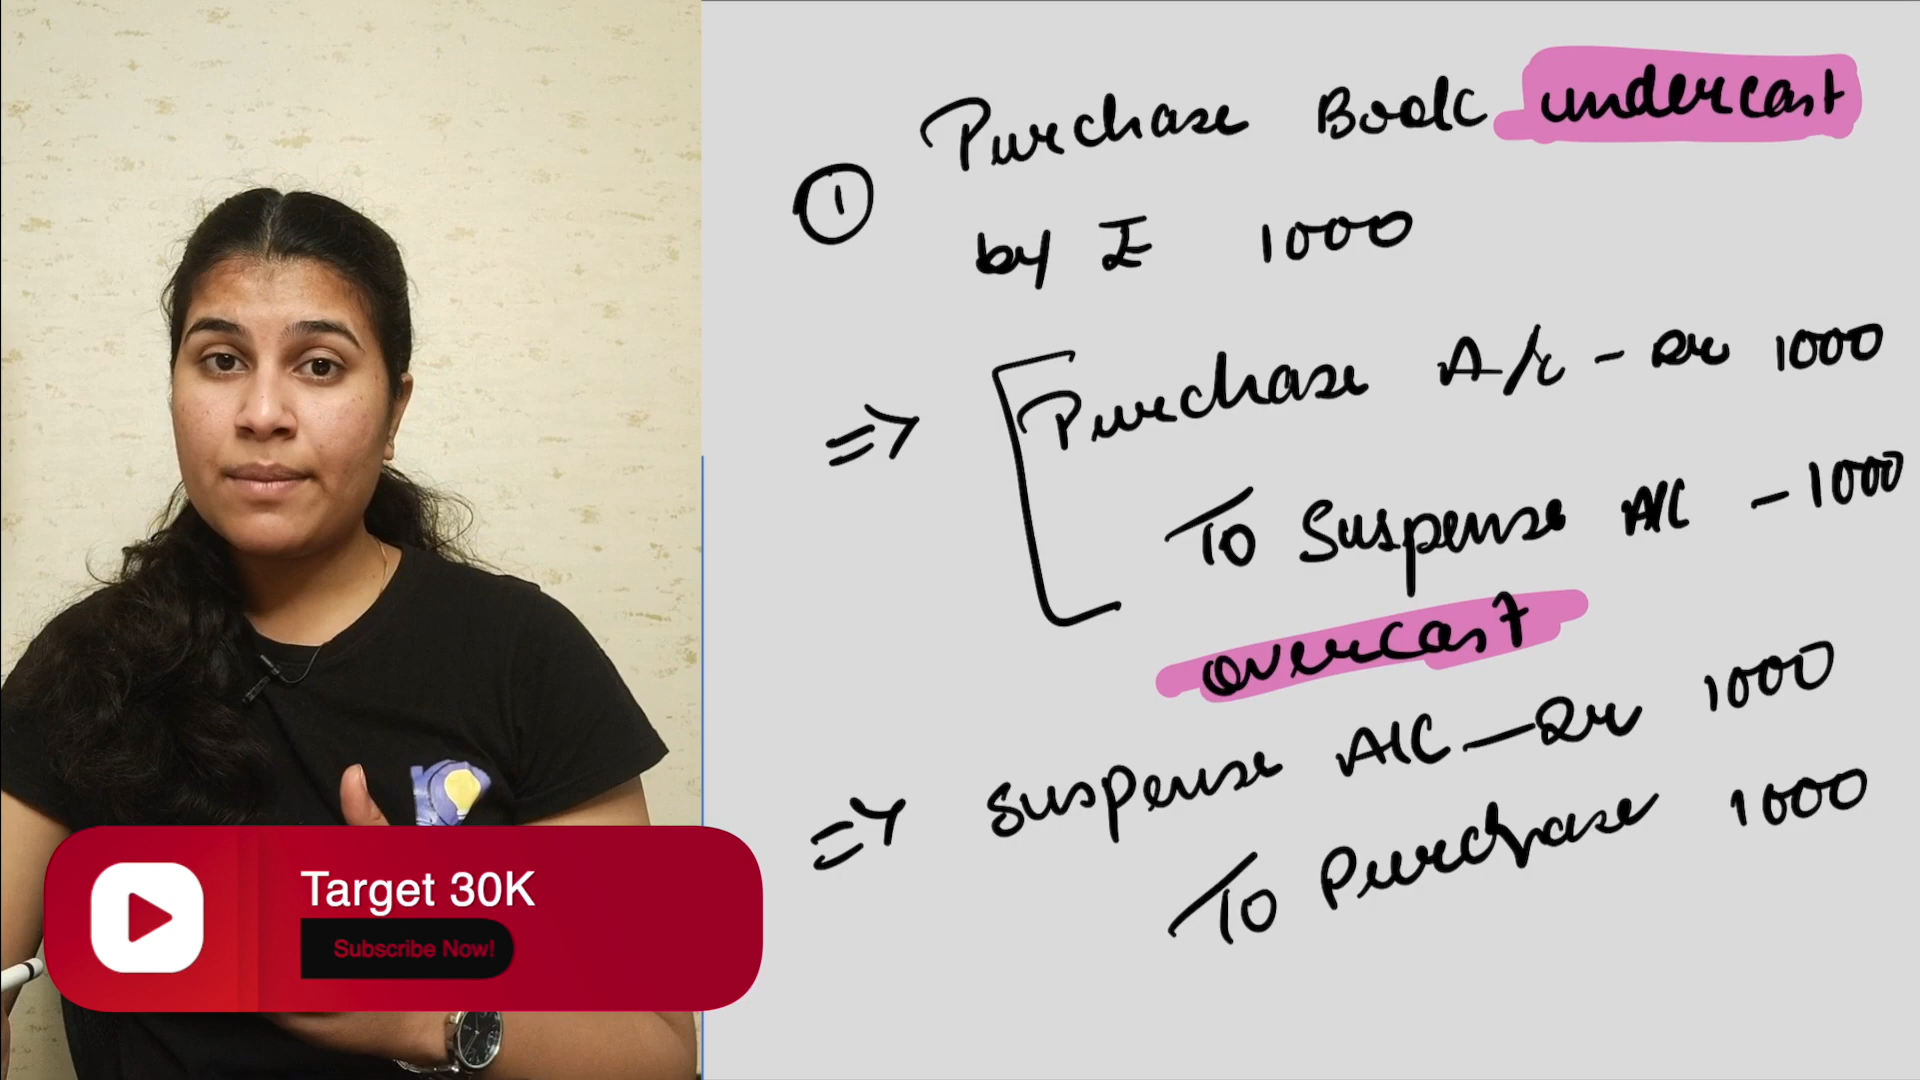 ① Purchase Book undercast
by ₹ 1000
=> Purchase A/c - Dr 1000
To Suspense A/C - 1000
overcast
=> Suspense A/C - Dr 1000
To Purchase 1000
Target 30K
Subscribe Now!